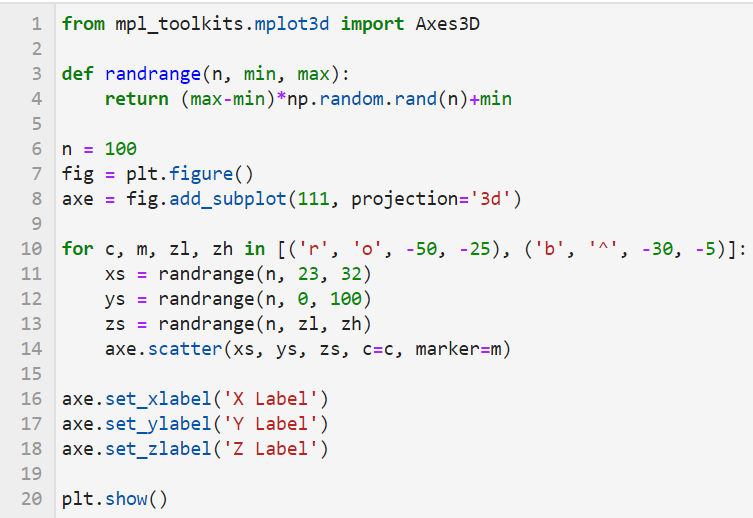 1 from mpl_toolkits.mplot3d import Axes3D
2
3 def randrange(n, min, max):
4     return (max-min)*np.random.rand(n)+min
5
6 n = 100
7 fig = plt.figure()
8 axe = fig.add_subplot(111, projection='3d')
9
10 for c, m, zl, zh in [('r', 'o', -50, -25), ('b', '^', -30, -5)]:
11     xs = randrange(n, 23, 32)
12     ys = randrange(n, 0, 100)
13     zs = randrange(n, zl, zh)
14     axe.scatter(xs, ys, zs, c=c, marker=m)
15
16 axe.set_xlabel('X Label')
17 axe.set_ylabel('Y Label')
18 axe.set_zlabel('Z Label')
19
20 plt.show()